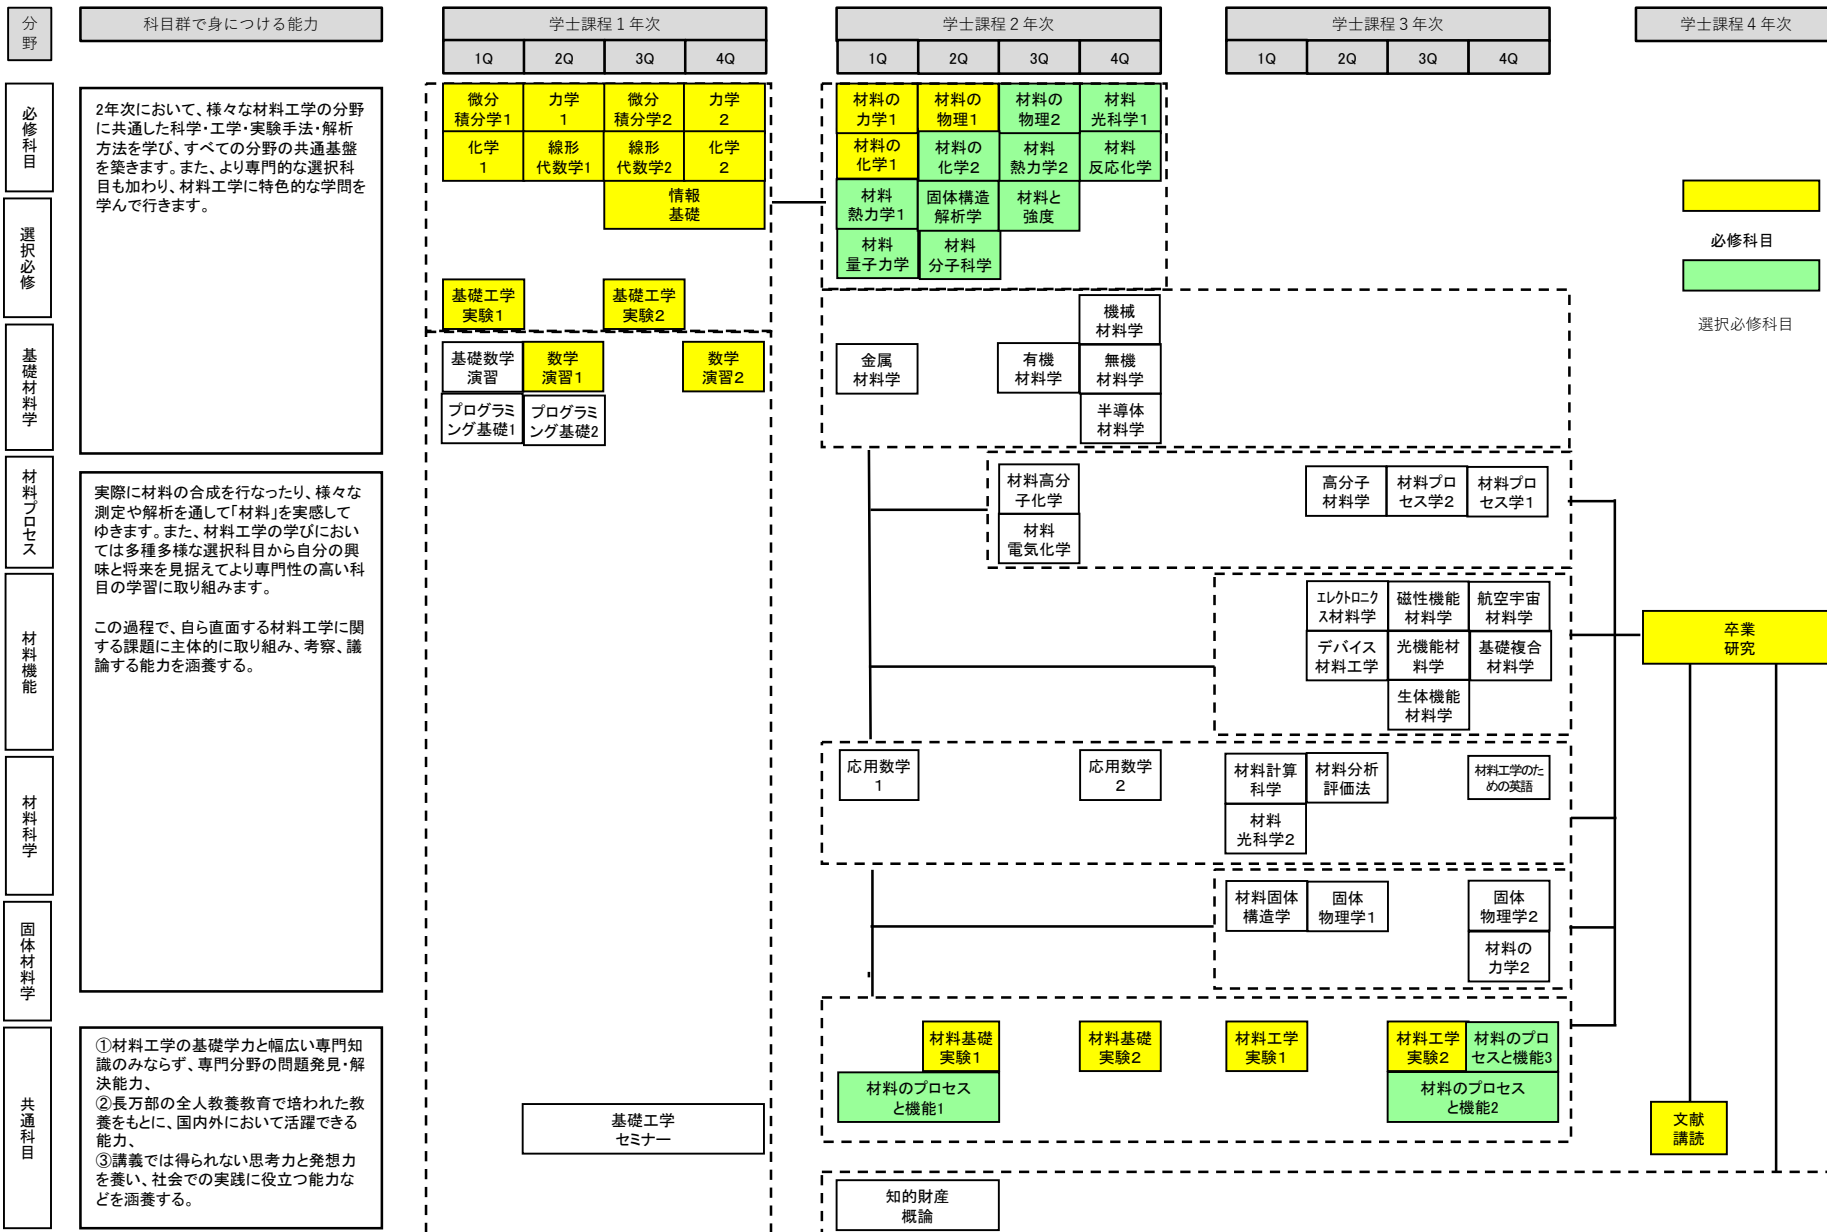 分
野
科目群で身につける能力
学士課程1年次
学士課程2年次
学士課程3年次
学士課程4年次
1Q
2Q
3Q
4Q
1Q
2Q
3Q
4Q
1Q
2Q
3Q
4Q
必修科目
選択必修
基礎材料学
材料プロセス
材料機能
材料科学
固体材料学
共通科目
2年次において、様々な材料工学の分野
に共通した科学・工学・実験手法・解析
方法を学び、すべての分野の共通基盤
を築きます。また、より専門的な選択科
目も加わり、材料工学に特色的な学問を
学んで行きます。
実際に材料の合成を行なったり、様々な
測定や解析を通して「材料」を実感して
ゆきます。また、材料工学の学びにおい
ては多種多様な選択科目から自分の興
味と将来を見据えてより専門性の高い科
目の学習に取り組みます。
この過程で、自ら直面する材料工学に関
する課題に主体的に取り組み、考察、議
論する能力を涵養する。
①材料工学の基礎学力と幅広い専門知
識のみならず、専門分野の問題発見・解
決能力、
②長万部の全人教養教育で培われた教
養をもとに、国内外において活躍できる
能力、
③講義では得られない思考力と発想力
を養い、社会での実践に役立つ能力な
どを涵養する。
微分
積分学1
力学
1
微分
積分学2
力学
2
化学
1
線形
代数学1
線形
代数学2
化学
2
情報
基礎
基礎工学
実験1
基礎工学
実験2
基礎数学
演習
数学
演習1
数学
演習2
プログラミ
ング基礎1
プログラミ
ング基礎2
基礎工学
セミナー
材料の
力学1
材料の
物理1
材料の
物理2
材料
光科学1
材料の
化学1
材料の
化学2
材料
熱力学2
材料
反応化学
材料
熱力学1
固体構造
解析学
材料と
強度
材料
量子力学
材料
分子科学
機械
材料学
金属
材料学
有機
材料学
無機
材料学
半導体
材料学
材料高分
子化学
材料
電気化学
高分子
材料学
材料プロ
セス学2
材料プロ
セス学1
エレクトロニク
ス材料学
磁性機能
材料学
航空宇宙
材料学
デバイス
材料工学
光機能材
料学
基礎複合
材料学
生体機能
材料学
応用数学
1
応用数学
2
材料計算
科学
材料分析
評価法
材料工学のた
めの英語
材料
光科学2
材料固体
構造学
固体
物理学1
固体
物理学2
材料の
力学2
材料基礎
実験1
材料基礎
実験2
材料工学
実験1
材料工学
実験2
材料のプロ
セスと機能3
材料のプロセス
と機能1
材料のプロセス
と機能2
知的財産
概論
必修科目
選択必修科目
卒業
研究
文献
講読